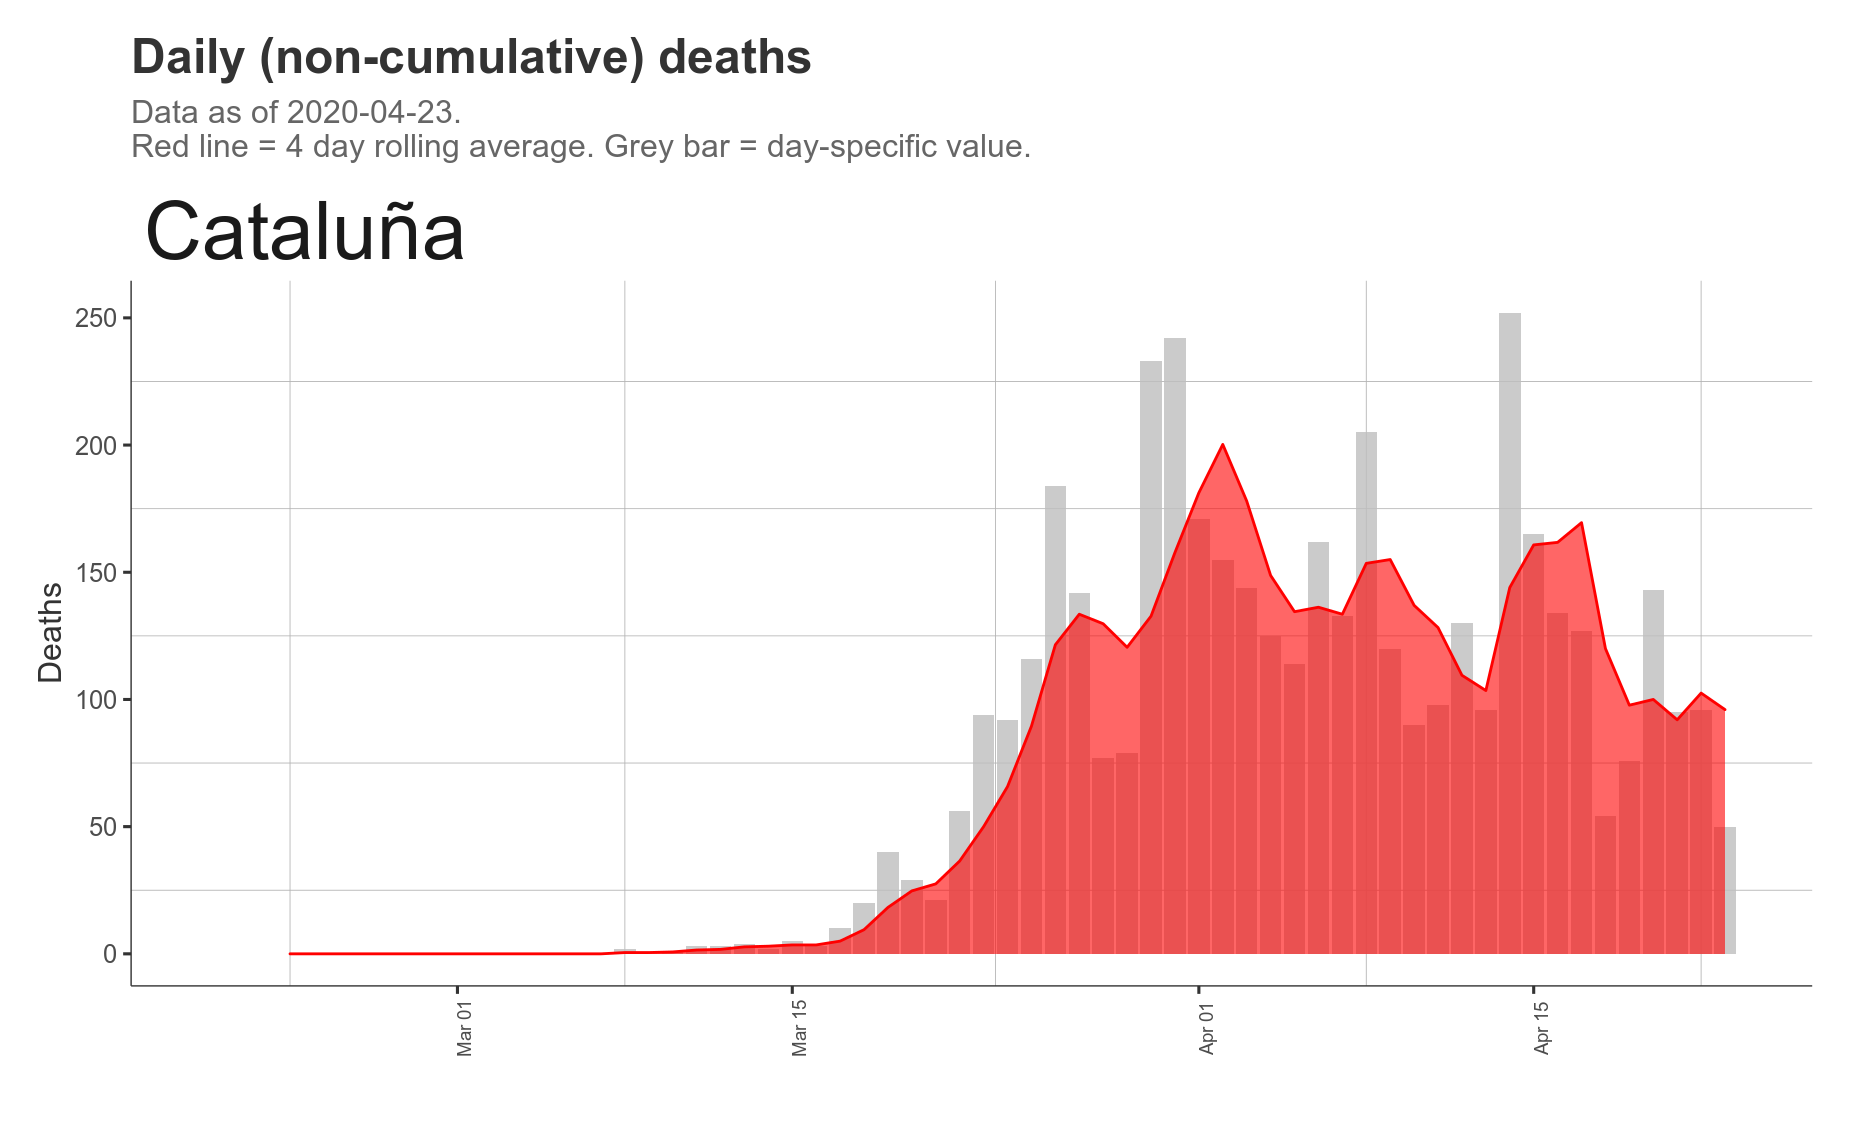 Daily (non-cumulative) deaths
Data as of 2020-04-23.
Red line = 4 day rolling average. Grey bar = day-specific value.
Cataluña
250
200
150
100
50
0
Deaths
Mar 01
Mar 15
Apr 01
Apr 15